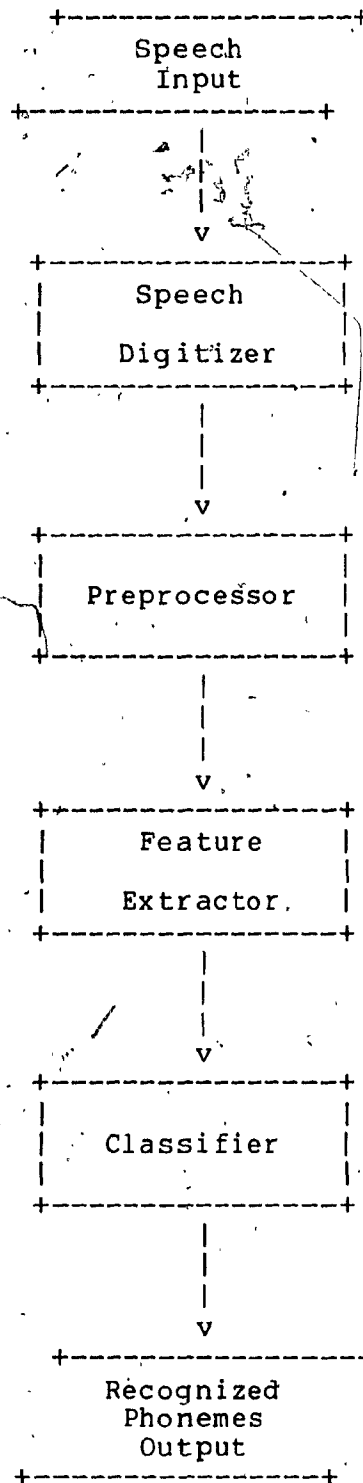 Speech
Input
Speech
Digitizer
Preprocessor
Feature
Extractor
Classifier
Recognized
Phonemes
Output